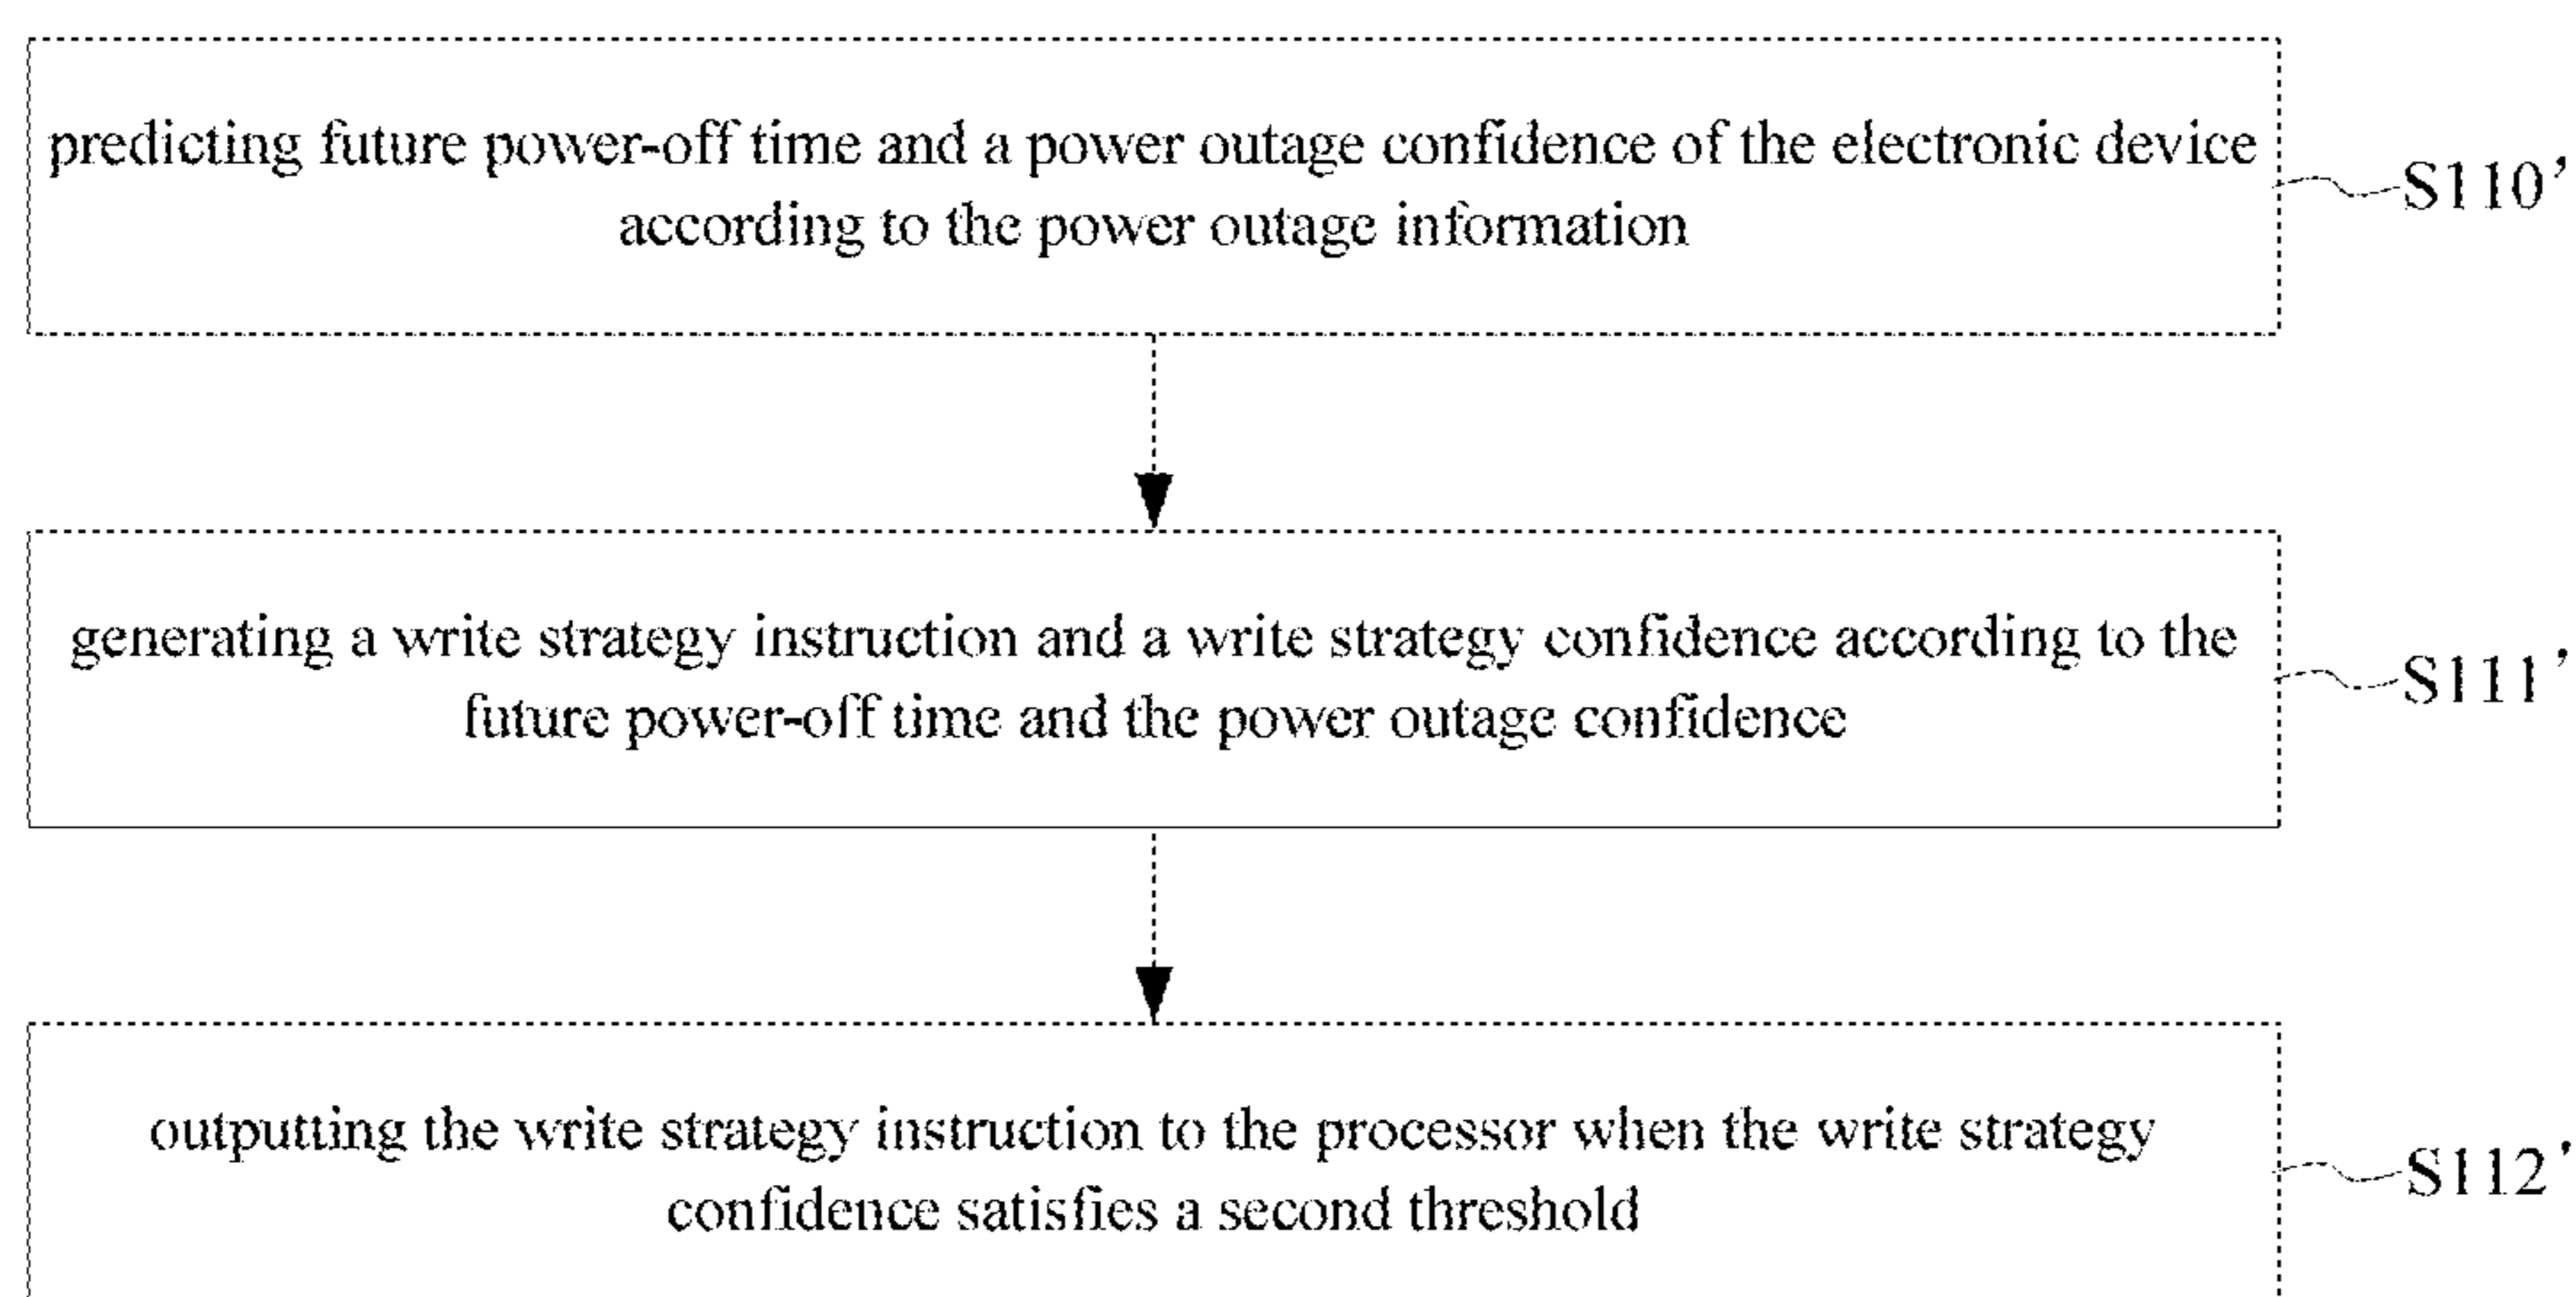 predicting future power-off time and a power outage confidence of the electronic device
according to the power outage information
S110’
generating a write strategy instruction and a write strategy confidence according to the
future power-off time and the power outage confidence
S111’
outputting the write strategy instruction to the processor when the write strategy
confidence satisfies a second threshold
S112’